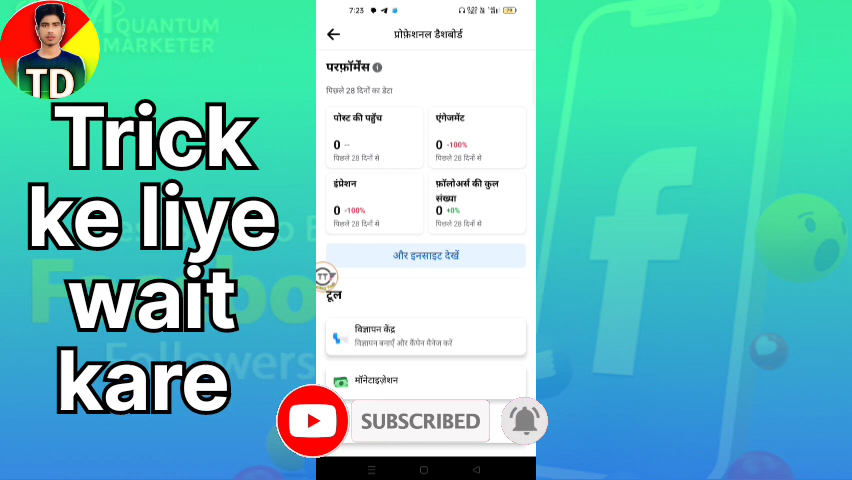 QUANTUM
MARKETER
TD
Trick
ke liye
wait
kare
Followers
7:23
प्रोफ़ेशनल डैशबोर्ड
परफ़ॉर्मेंस
पिछले 28 दिनों का डेटा
पोस्ट की पहुँच
0 --
पिछले 28 दिनों से
एंगेजमेंट
0 -100%
पिछले 28 दिनों से
इंप्रेशन
0 -100%
पिछले 28 दिनों से
फ़ॉलोअर्स की कुल
संख्या
0 +0%
पिछले 28 दिनों से
और इनसाइट देखें
TT
टूल
विज्ञापन केंद्र
विज्ञापन बनाएँ और कैंपेन मैनेज करें
मॉनेटाइज़ेशन
SUBSCRIBED